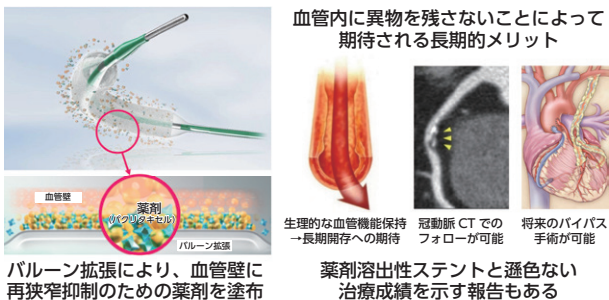 血管内に異物を残さないことによって
期待される長期的メリット
血管壁
薬剤
(パクリタキセル)
バルーン拡張
バルーン拡張により、血管壁に
再狭窄抑制のための薬剤を塗布
生理的な血管機能保持
→長期開存への期待
冠動脈 CT での
フォローが可能
将来のバイパス
手術が可能
薬剤溶出性ステントと遜色ない
治療成績を示す報告もある